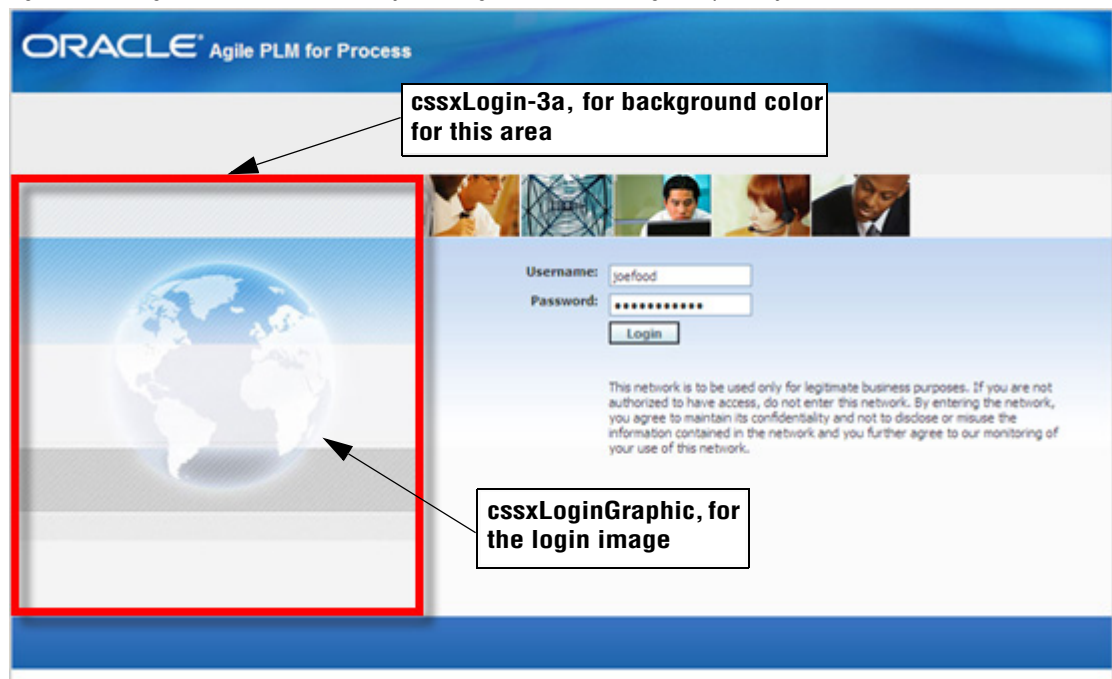 ORACLE® Agile PLM for Process
cssxLogin-3a, for background color
for this area
Username: joefood
Password: •••••••••••
Login
This network is to be used only for legitimate business purposes. If you are not
authorized to have access, do not enter this network. By entering the network,
you agree to maintain its confidentiality and not to disclose or misuse the
information contained in the network and you further agree to our monitoring of
your use of this network.
cssxLoginGraphic, for
the login image